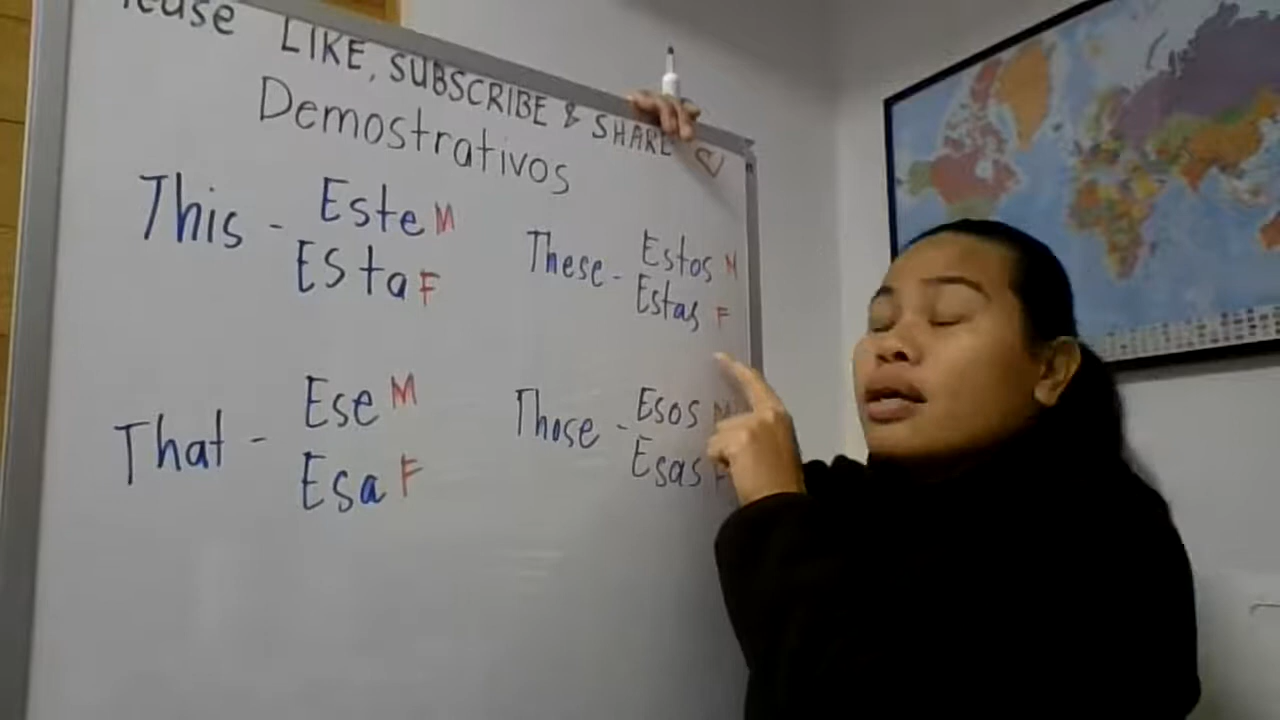 LIKE, SUBSCRIBE & SHARE
Demostrativos
This - Este M
Esta F
These - Estos M
Estas F
That - Ese M
Esa F
Those - Esos M
Esas F